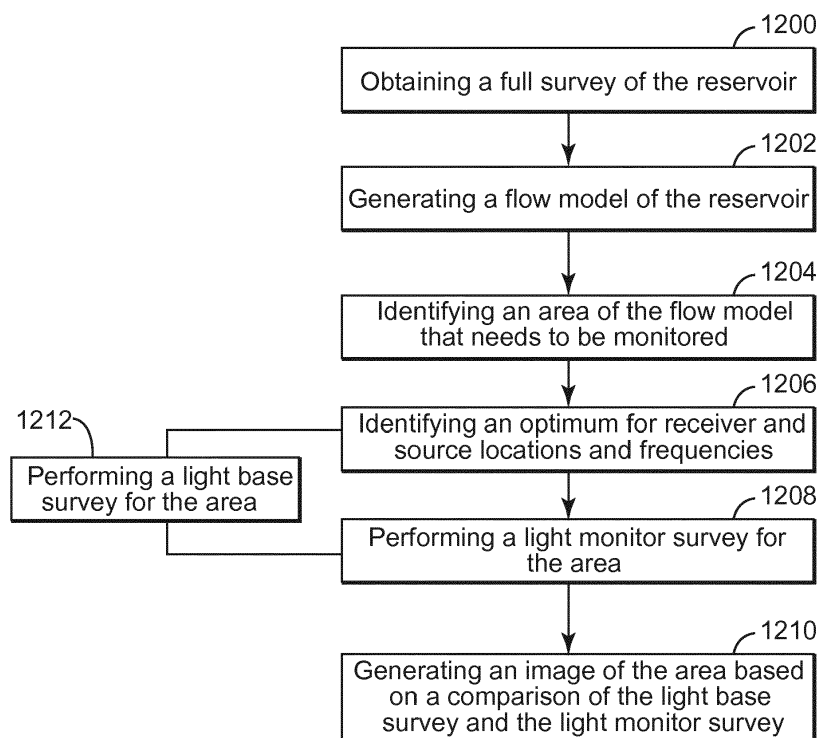 1200
Obtaining a full survey of the reservoir
1202
Generating a flow model of the reservoir
1204
Identifying an area of the flow model
that needs to be monitored
1206
Identifying an optimum for receiver and
source locations and frequencies
1212
Performing a light base
survey for the area
1208
Performing a light monitor survey for
the area
1210
Generating an image of the area based
on a comparison of the light base
survey and the light monitor survey